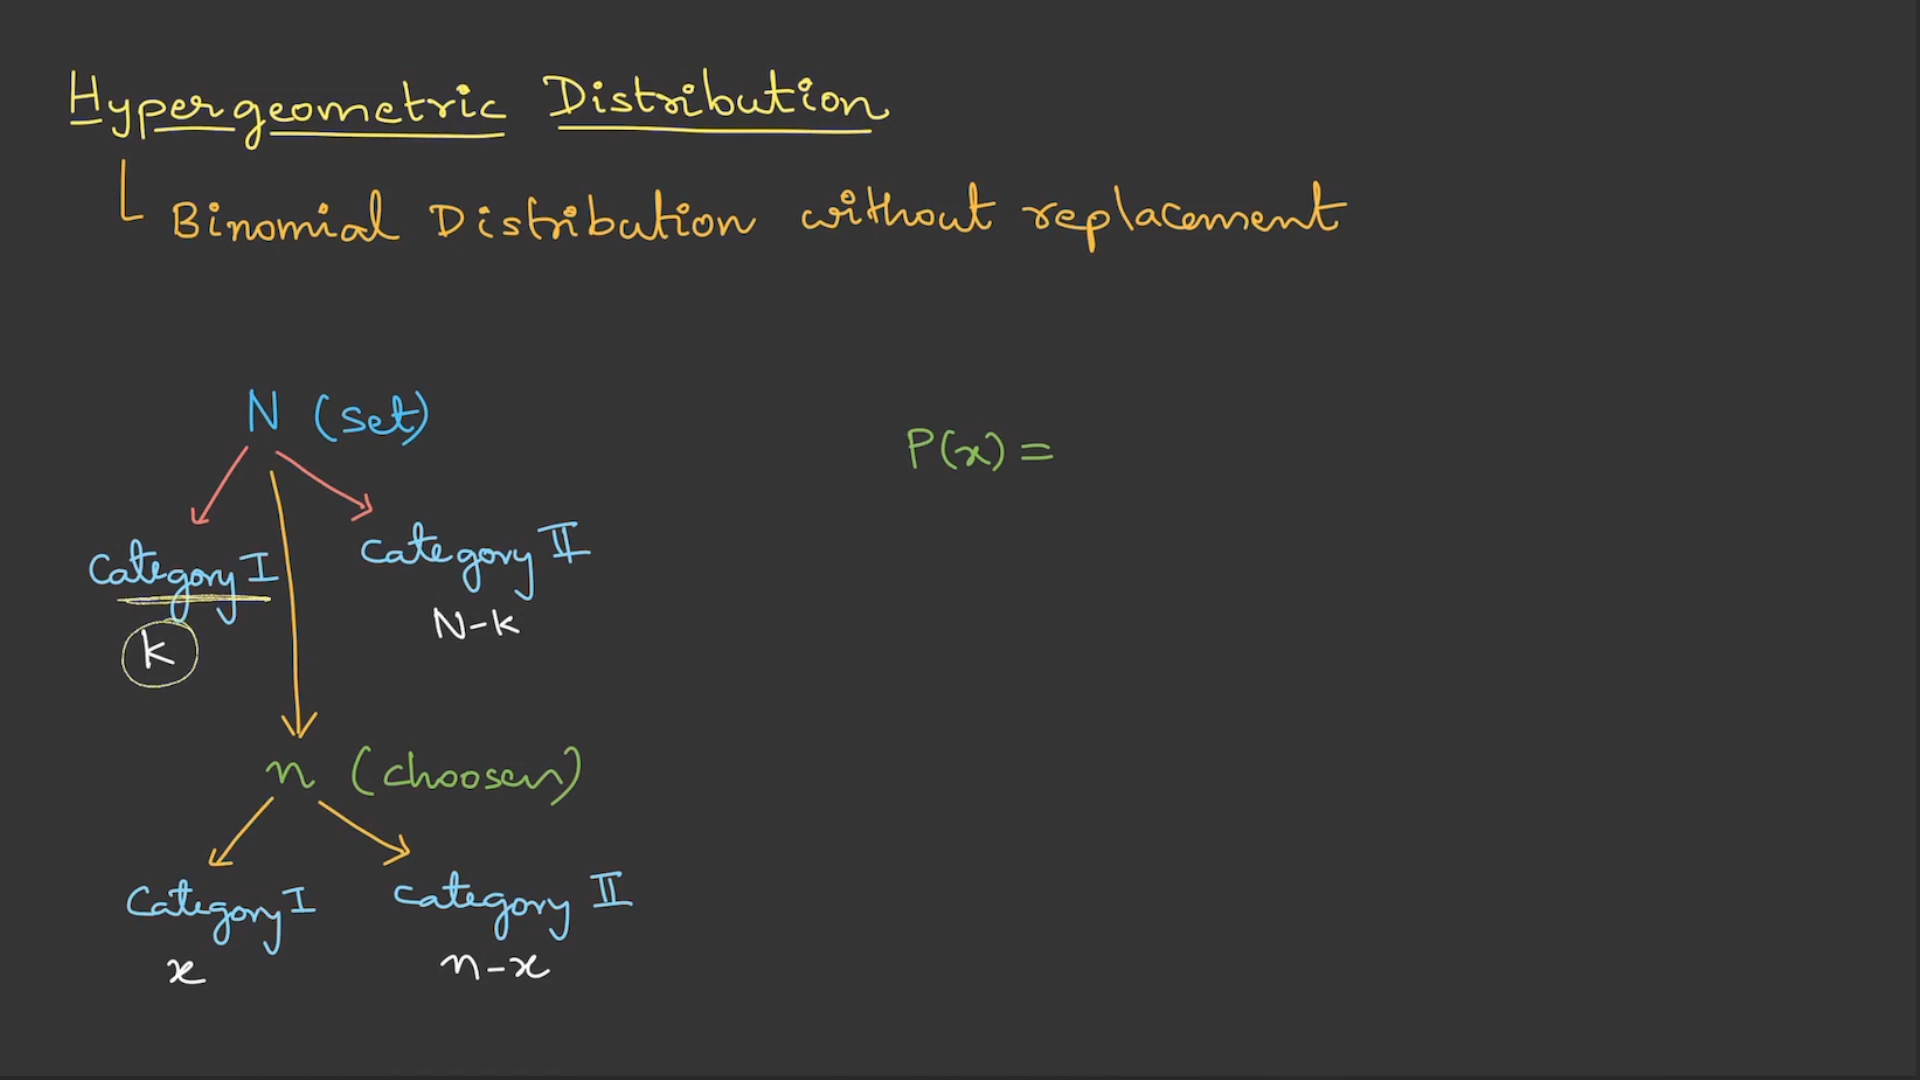 Hypergeometric Distribution
Binomial Distribution without replacement
N (set)
P(x) =
Category I
Category II
k
N-k
n (choosen)
Category I
Category II
x
n-x